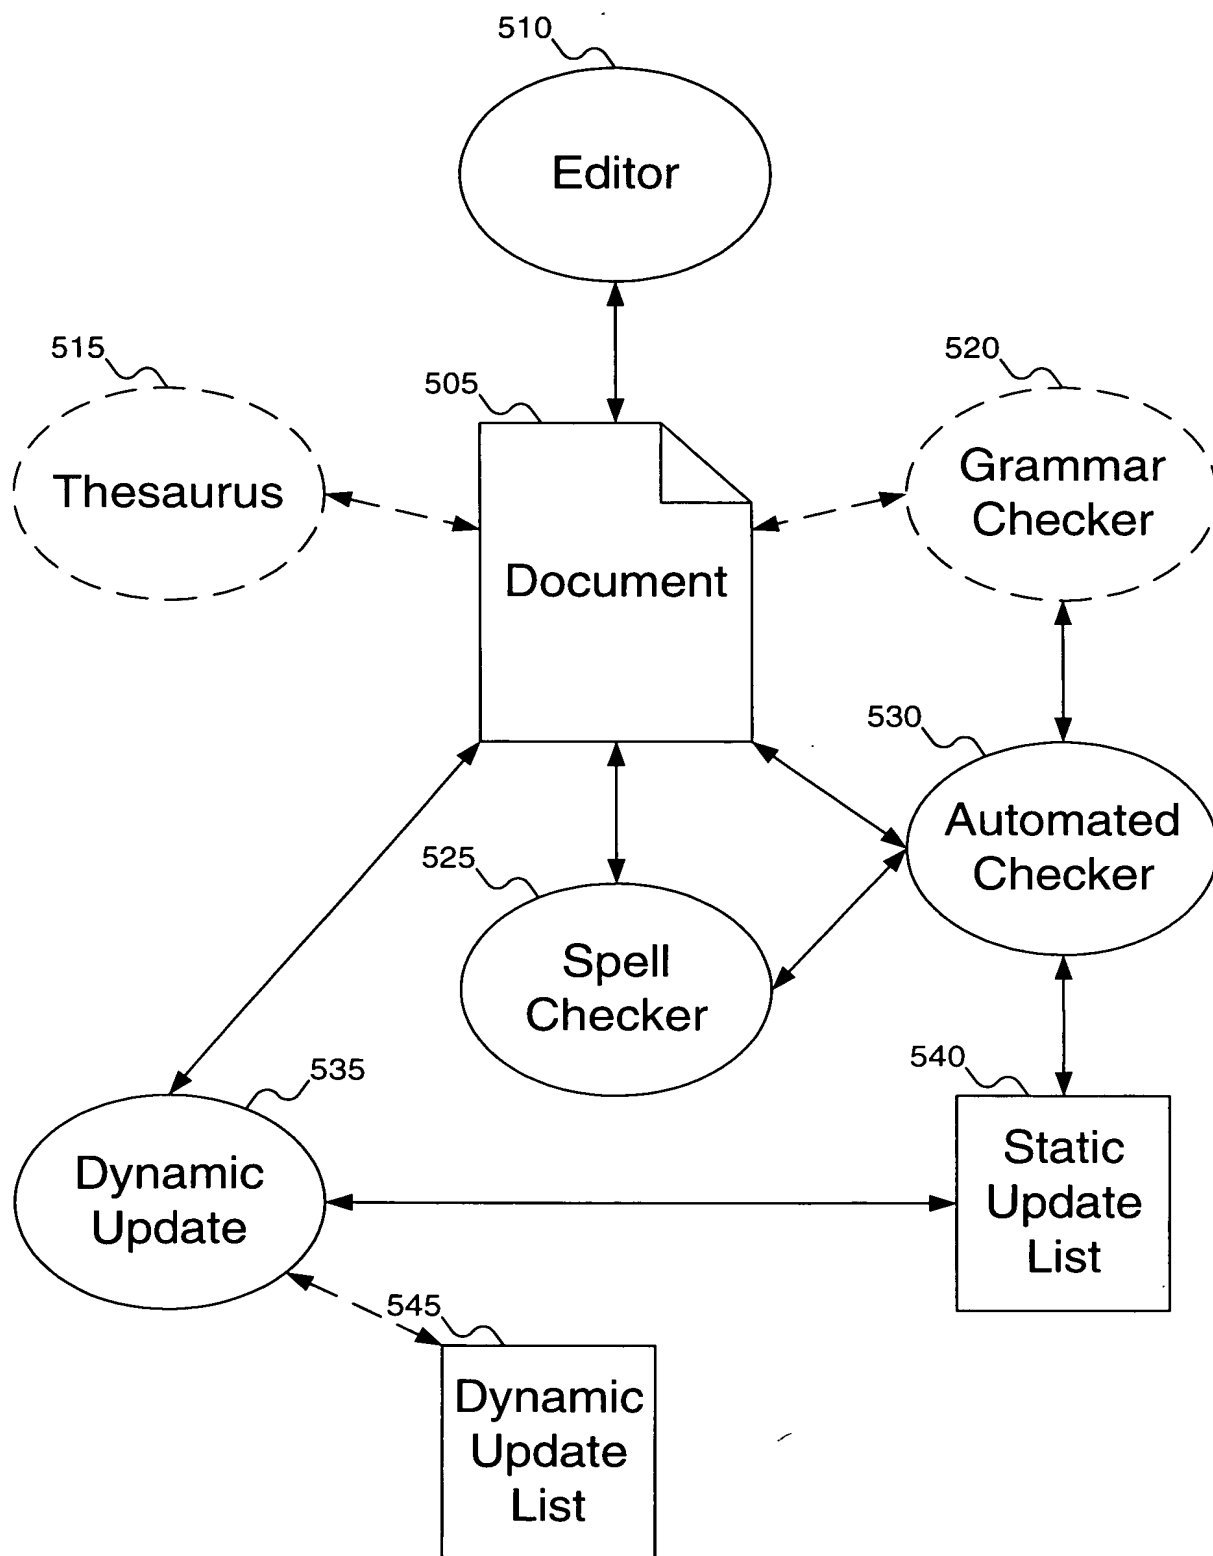 510
Editor
515
505
520
Thesaurus
Document
Grammar
Checker
530
Automated
Checker
525
Spell
Checker
535
Dynamic
Update
540
Static
Update
List
545
Dynamic
Update
List